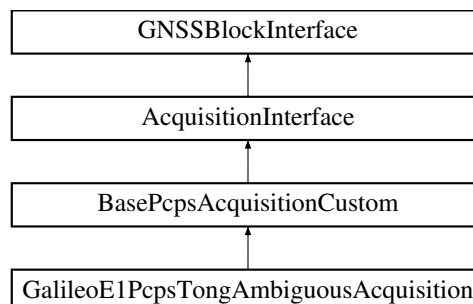 GNSSBlockInterface
AcquisitionInterface
BasePcpsAcquisitionCustom
GalileoE1PcpsTongAmbiguousAcquisition